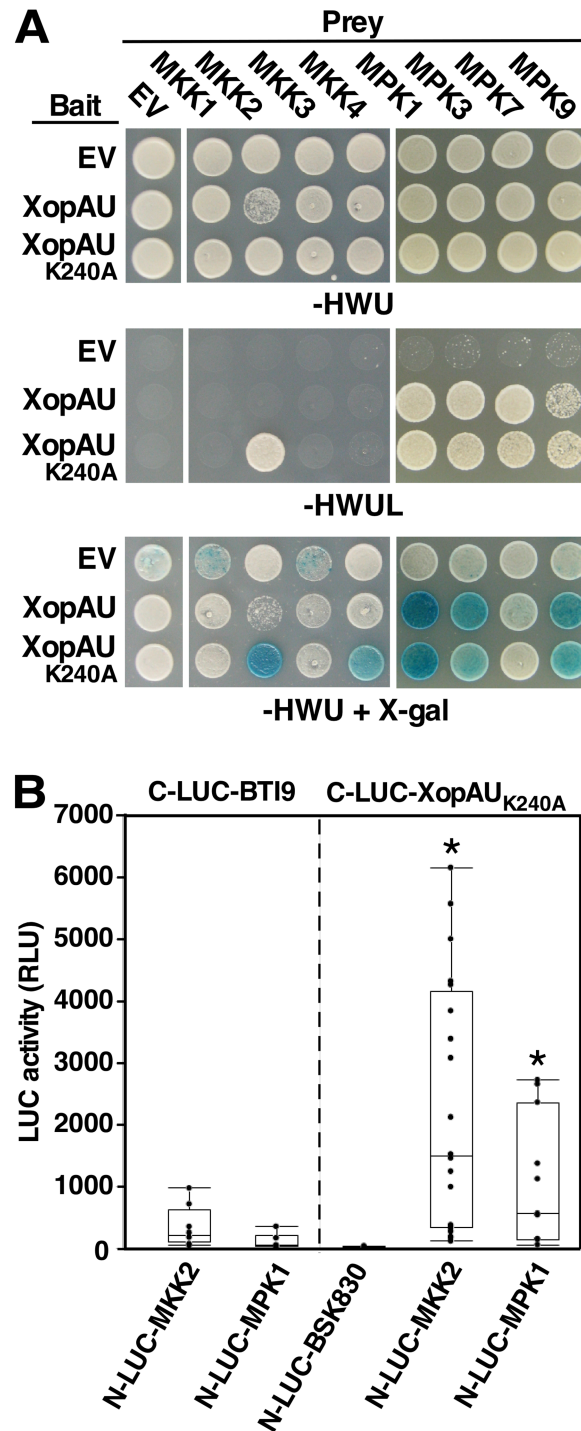 A
Prey
Bait
EV MKK1 MKK2 MKK3 MKK4 MPK1 MPK3 MPK7 MPK9
EV
XopAU
XopAU
K240A
-HWU
EV
XopAU
XopAU
K240A
-HWUL
EV
XopAU
XopAU
K240A
-HWU + X-gal
B
C-LUC-BTI9 C-LUC-XopAU K240A
7000
6000
5000
4000
3000
2000
1000
0
LUC activity (RLU)
* *
N-LUC-MKK2
N-LUC-MPK1
N-LUC-BSK830
N-LUC-MKK2
N-LUC-MPK1